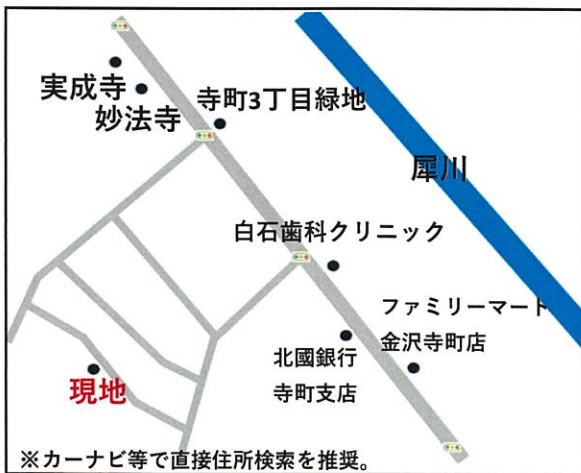 実成寺
妙法寺
寺町3丁目緑地
犀川
白石歯科クリニック
ファミリーマート
金沢寺町店
北國銀行
寺町支店
現地
※カーナビ等で直接住所検索を推奨。